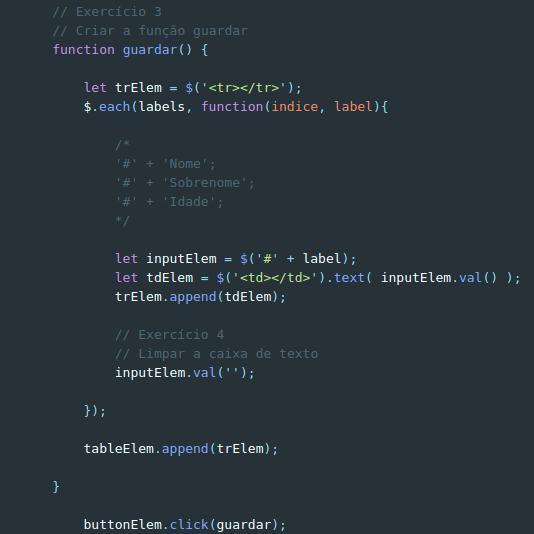 // Exercício 3
// Criar a função guardar
function guardar() {
let trElem = $('<tr></tr>');
$.each(labels, function(indice, label){
/*
'#' + 'Nome';
'#' + 'Sobrenome';
'#' + 'Idade';
*/
let inputElem = $('#' + label);
let tdElem = $('<td></td>').text( inputElem.val() );
trElem.append(tdElem);
// Exercício 4
// Limpar a caixa de texto
inputElem.val('');
});
tableElem.append(trElem);
}
buttonElem.click(guardar);